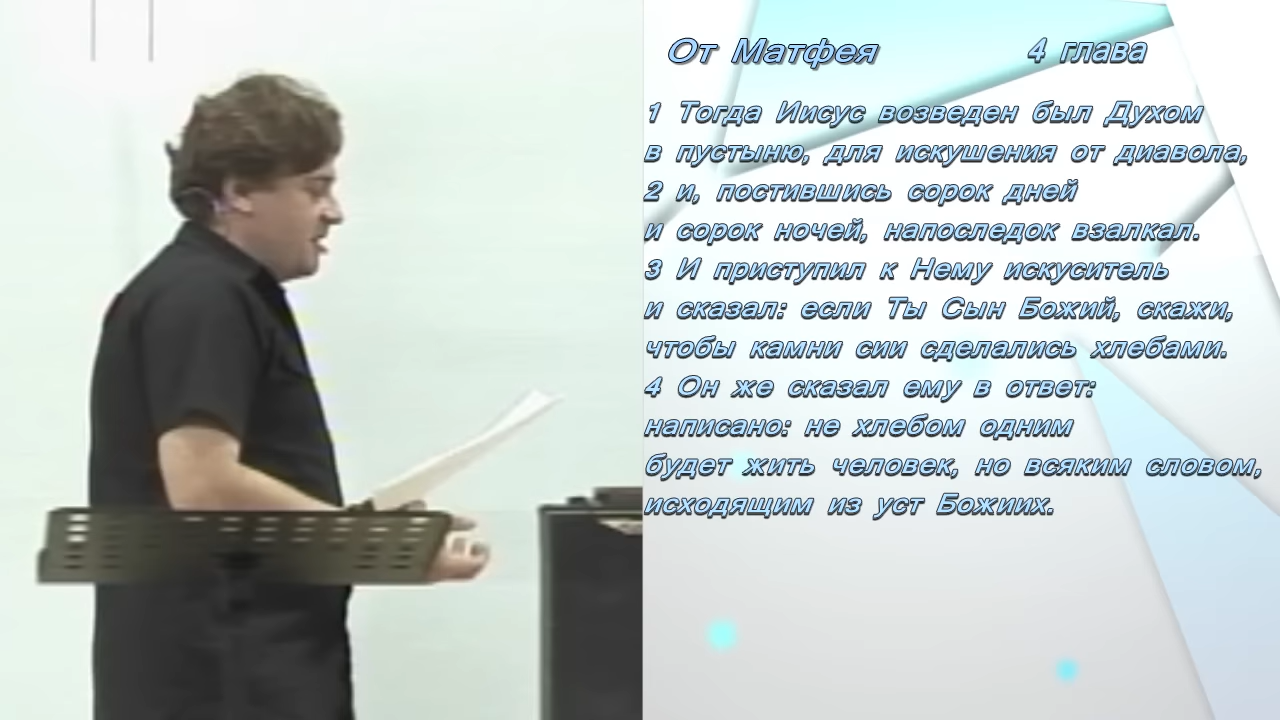 От Матфея 4 глава
1 Тогда Иисус возведен был Духом
в пустыню, для искушения от диавола,
2 и, постившись сорок дней
и сорок ночей, напоследок взалкал.
3 И приступил к Нему искуситель
и сказал: если Ты Сын Божий, скажи,
чтобы камни сии сделались хлебами.
4 Он же сказал ему в ответ:
написано: не хлебом одним
будет жить человек, но всяким словом,
исходящим из уст Божиих.